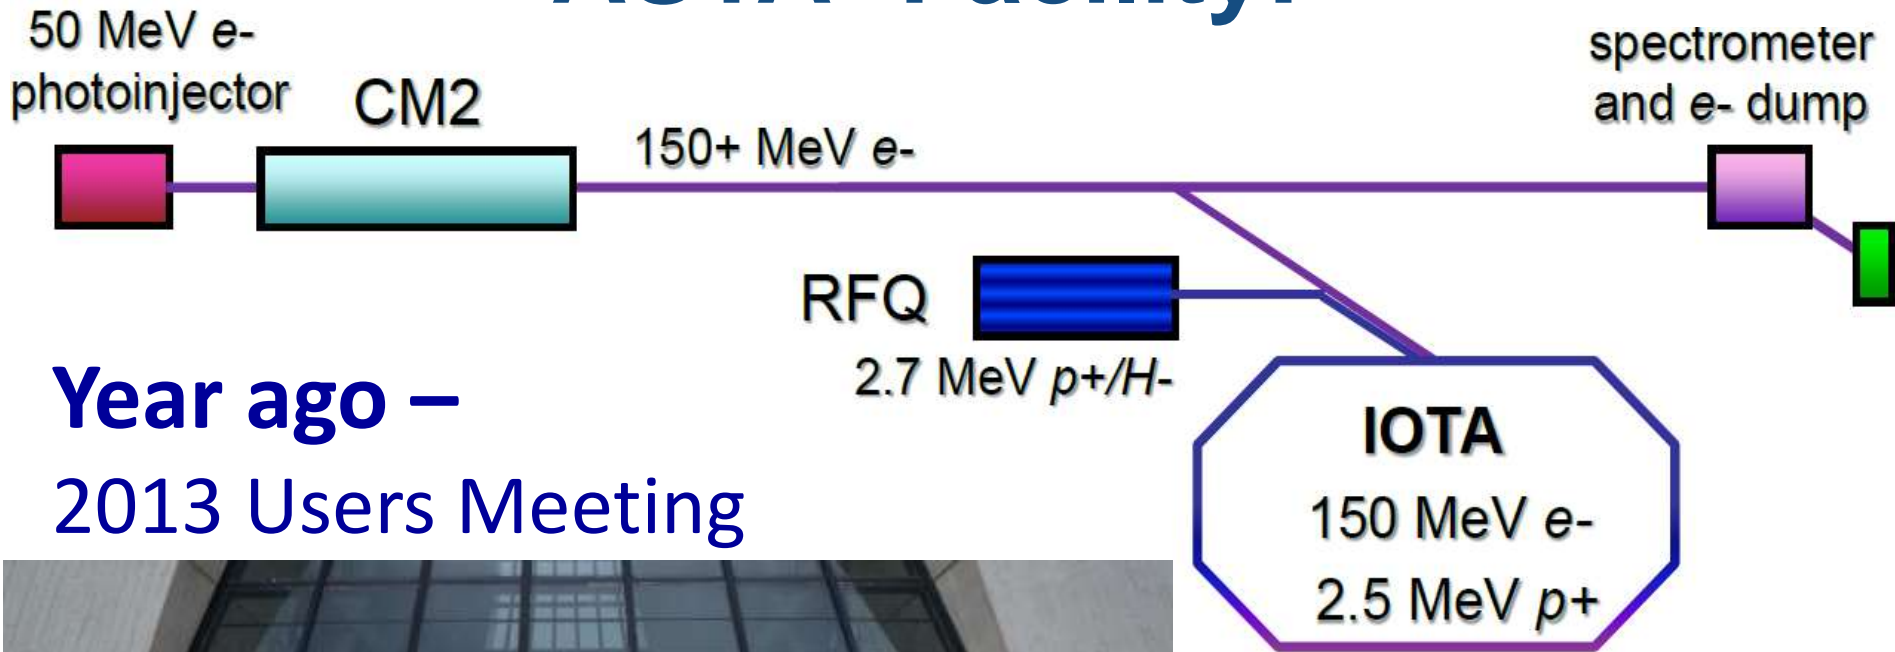 50 MeV e-
photoinjector
CM2
150+ MeV e-
spectrometer
and e- dump
RFQ
2.7 MeV p+/H-
Year ago –
2013 Users Meeting
IOTA
150 MeV e-
2.5 MeV p+